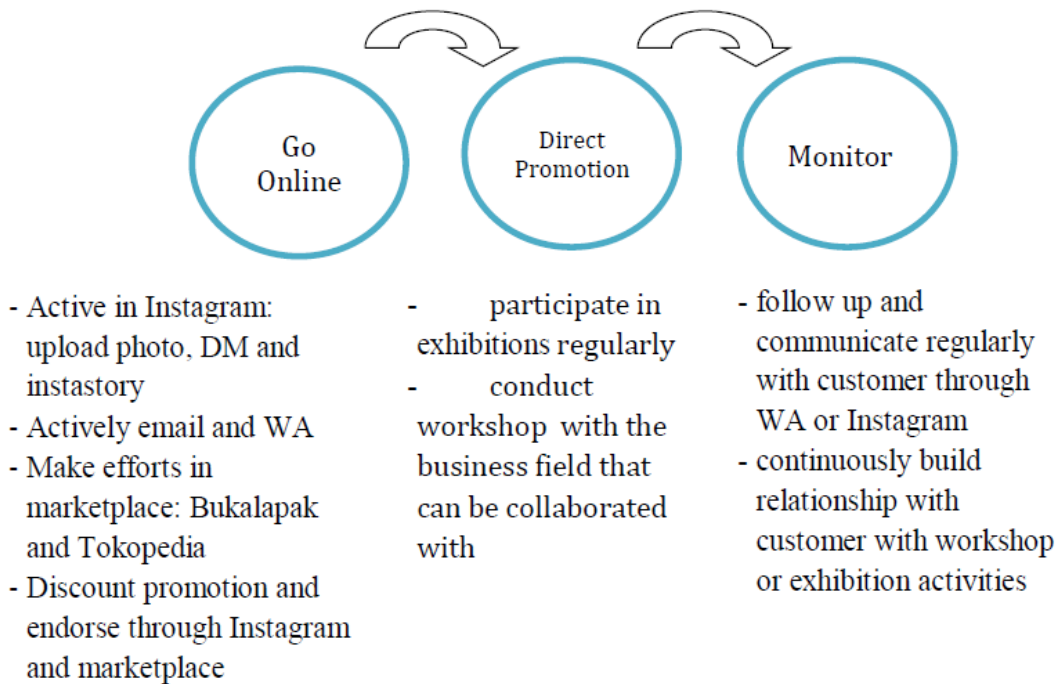 Go
Online
Direct
Promotion
Monitor
- Active in Instagram:
upload photo, DM and
instastory
- Actively email and WA
- Make efforts in
marketplace: Bukalapak
and Tokopedia
- Discount promotion and
endorse through Instagram
and marketplace
- participate in
exhibitions regularly
- conduct
workshop with the
business field that
can be collaborated
with
- follow up and
communicate regularly
with customer through
WA or Instagram
- continuously build
relationship with
customer with workshop
or exhibition activities